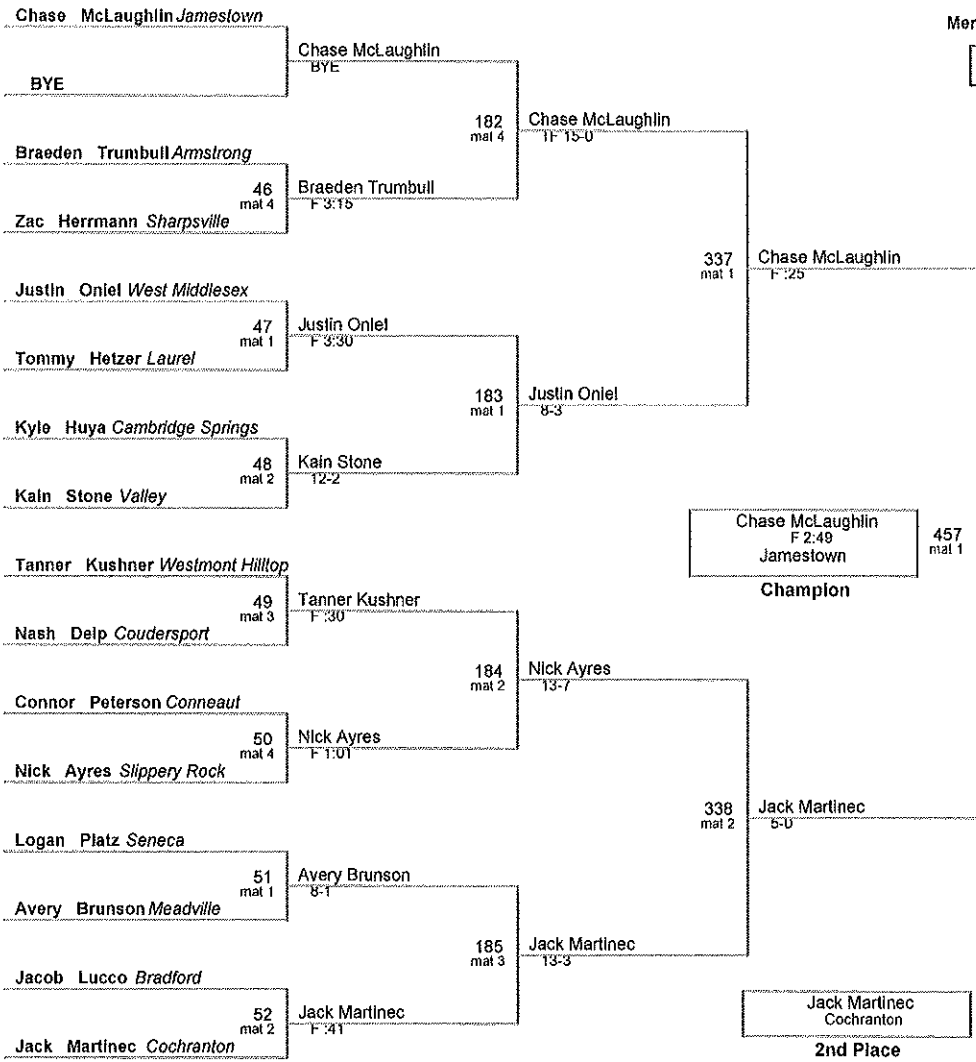 Chase McLaughlin Jamestown
Mer
Chase McLaughlin
BYE
BYE
182 Chase McLaughlin
mat 4 TF 15-0
Braeden Trumbull Armstrong
46 Braeden Trumbull
mat 4 F 3:15
Zac Herrmann Sharpsville
337 Chase McLaughlin
mat 1 F :25
Justin Oniel West Middlesex
47 Justin Oniel
mat 1 F 3:30
Tommy Hetzer Laurel
183 Justin Oniel
mat 1 8-3
Kyle Huya Cambridge Springs
48 Kain Stone
mat 2 12-2
Kain Stone Valley
Chase McLaughlin
F 2:49
Jamestown
457
mat 1
Champion
Tanner Kushner Westmont Hilltop
49 Tanner Kushner
mat 3 F :30
Nash Delp Coudersport
184 Nick Ayres
mat 2 13-7
Connor Peterson Conneaut
50 Nick Ayres
mat 4 F 1:01
Nick Ayres Slippery Rock
338 Jack Martinec
mat 2 5-0
Logan Platz Seneca
51 Avery Brunson
mat 1 8-1
Avery Brunson Meadville
185 Jack Martinec
mat 3 13-3
Jacob Lucco Bradford
52 Jack Martinec
mat 2 F :41
Jack Martinec Cochranton
Jack Martinec
Cochranton
2nd Place